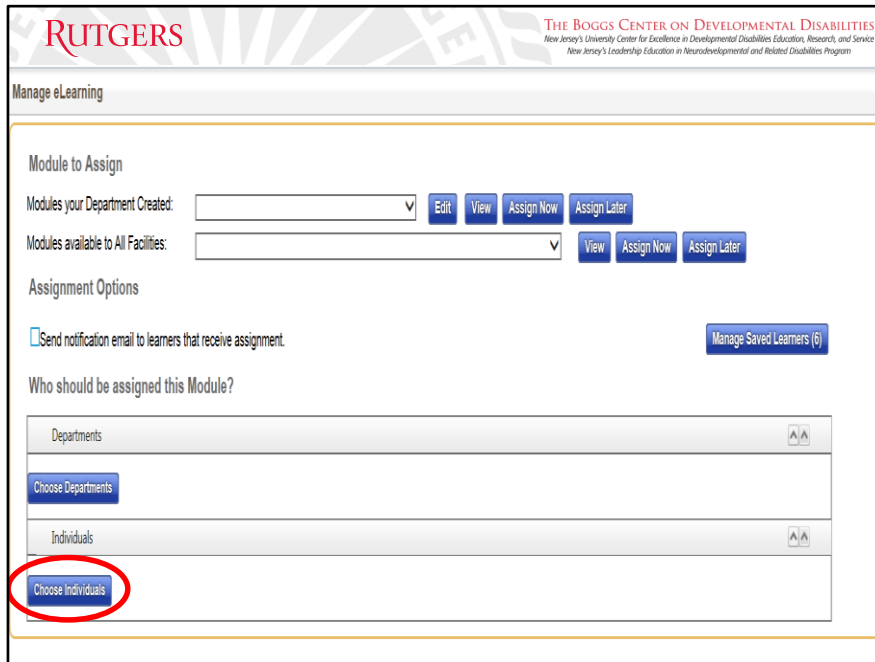 RUTGERS
THE BOGGS CENTER ON DEVELOPMENTAL DISABILITIES
New Jersey's University Center for Excellence in Developmental Disabilities Education, Research, and Service
New Jersey's Leadership Education in Neurodevelopmental and Related Disabilities Program
Manage eLearning
Module to Assign
Modules your Department Created: Edit View Assign Now Assign Later
Modules available to All Facilities: View Assign Now Assign Later
Assignment Options
Send notification email to learners that receive assignment. Manage Saved Learners (6)
Who should be assigned this Module?
Departments
Choose Departments
Individuals
Choose Individuals